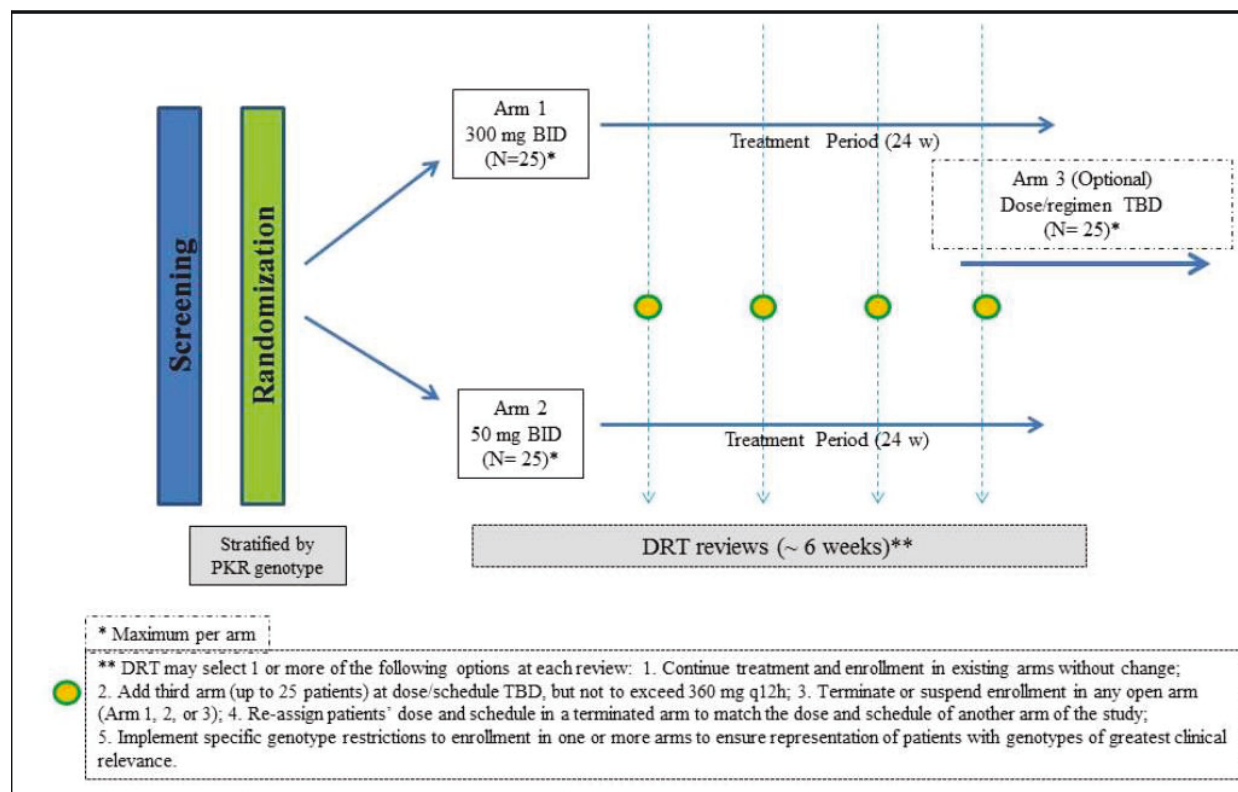 Screening
Randomization
Stratified by
PKR genotype
Arm 1
300 mg BID
(N=25)*
Treatment Period (24 w)
Arm 3 (Optional)
Dose/regimen TBD
(N= 25)*
Arm 2
50 mg BID
(N= 25)*
Treatment Period (24 w)
DRT reviews (~ 6 weeks)**
* Maximum per arm
** DRT may select 1 or more of the following options at each review: 1. Continue treatment and enrollment in existing arms without change;
2. Add third arm (up to 25 patients) at dose/schedule TBD, but not to exceed 360 mg q12h; 3. Terminate or suspend enrollment in any open arm
(Arm 1, 2, or 3); 4. Re-assign patients’ dose and schedule in a terminated arm to match the dose and schedule of another arm of the study;
5. Implement specific genotype restrictions to enrollment in one or more arms to ensure representation of patients with genotypes of greatest clinical
relevance.